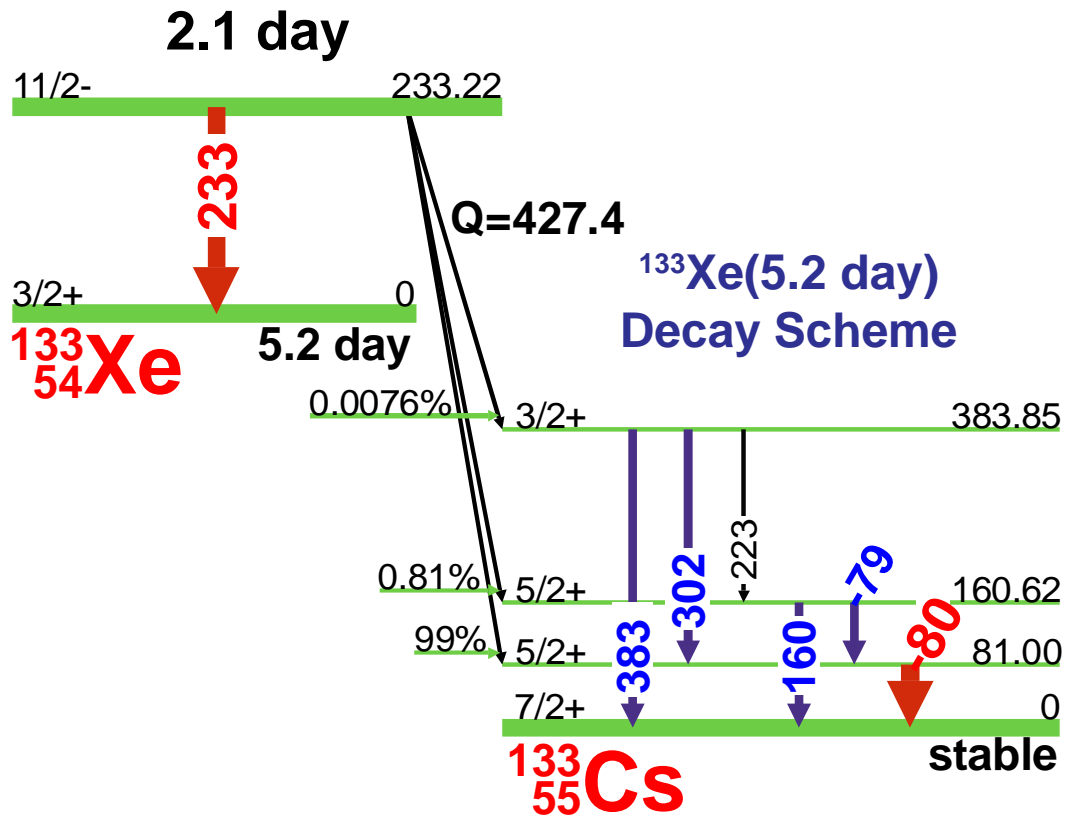 2.1 day
11/2- 233.22
233
Q=427.4
3/2+ 0
5.2 day
133
54Xe
133Xe(5.2 day)
Decay Scheme
0.0076% 3/2+ 383.85
223
302
79
0.81% 5/2+ 160.62
383
160
80
99% 5/2+ 81.00
7/2+ 0
stable
133
55Cs